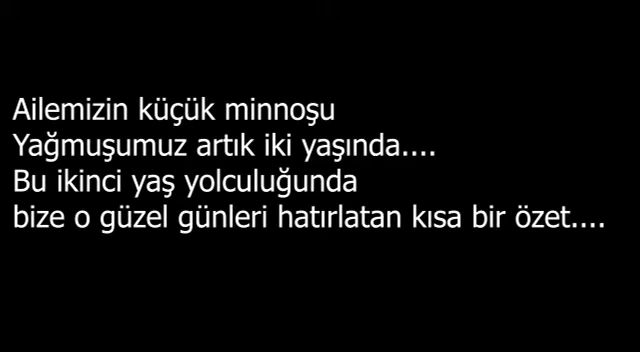 Ailemizin küçük minnoşu
Yağmuşumuz artık iki yaşında....
Bu ikinci yaş yolculuğunda
bize o güzel günleri hatırlatan kısa bir özet....